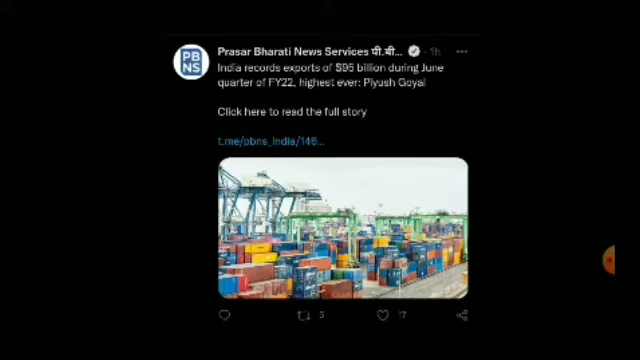 PB
NS
Prasar Bharati News Services पी.बी... · 1h
India records exports of $95 billion during June
quarter of FY22, highest ever: Piyush Goyal
Click here to read the full story
t.me/pbns_india/146...
3 17